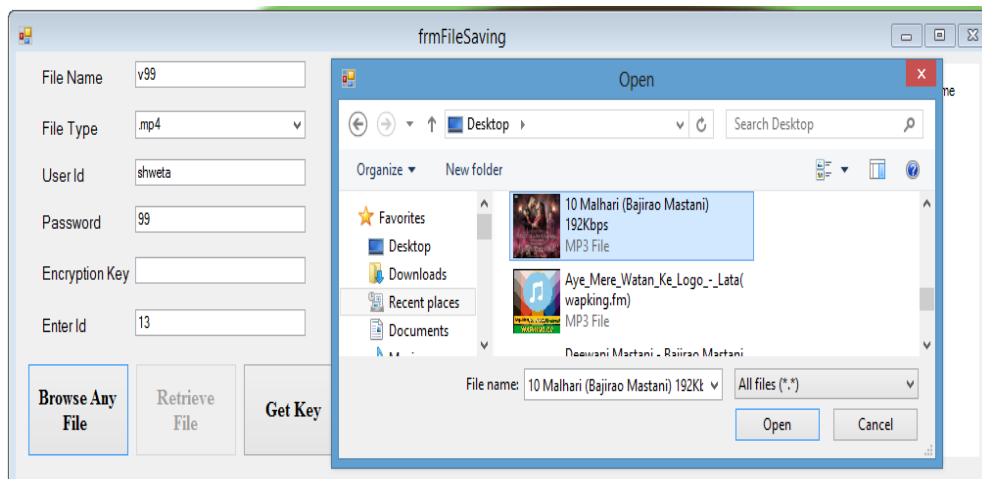 frmFileSaving
File Name
v99
File Type
.mp4
User Id
shweta
Password
99
Encryption Key
Enter Id
13
Browse Any
File
Retrieve
File
Get Key
me
Open
Desktop
Search Desktop
Organize
New folder
Favorites
Desktop
Downloads
Recent places
Documents
10 Malhari (Bajirao Mastani)
192Kbps
MP3 File
Aye_Mere_Watan_Ke_Logo_-_Lata(
wapking.fm)
MP3 File
Deewani Mastani - Bajirao Mastani
File name:
10 Malhari (Bajirao Mastani) 192Kt
All files (*.*)
Open
Cancel